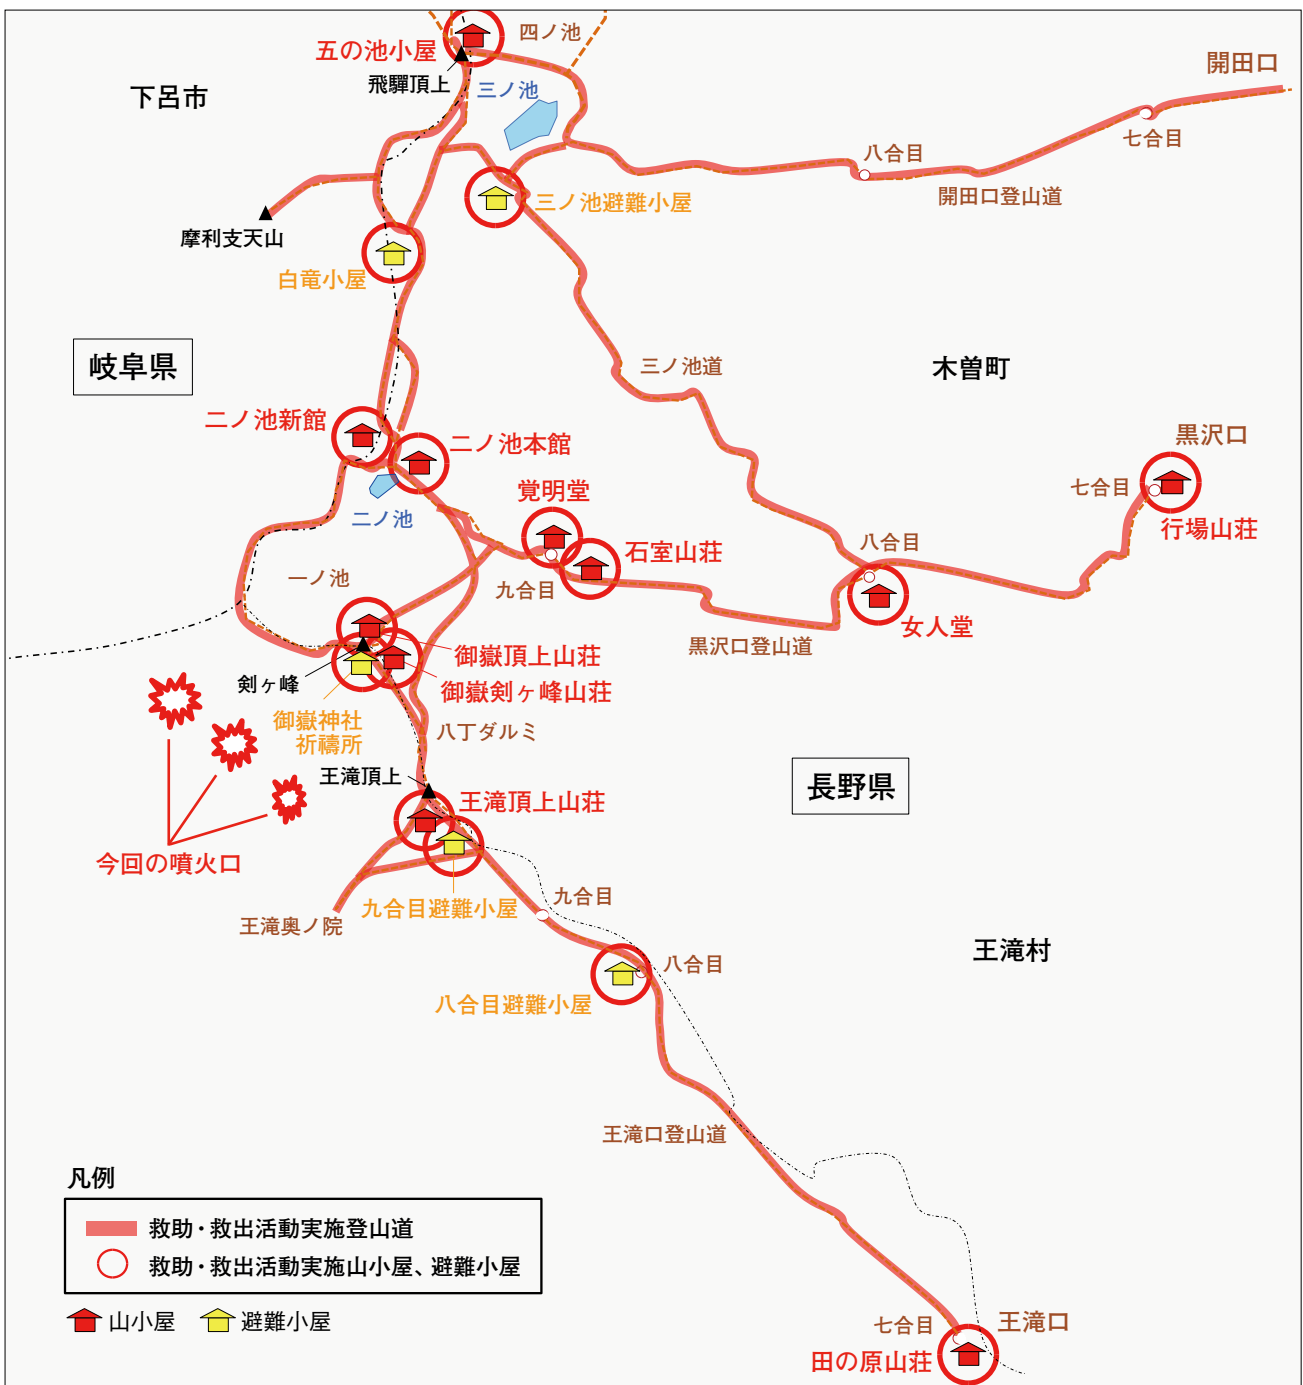 四ノ池
五の池小屋
開田口
飛驒頂上
三ノ池
下呂市
七合目
八合目
開田口登山道
三ノ池避難小屋
摩利支天山
白竜小屋
岐阜県
三ノ池道
木曽町
二ノ池新館
二ノ池本館
黒沢口
覚明堂
七合目
二ノ池
行場山荘
石室山荘
八合目
一ノ池
九合目
女人堂
黒沢口登山道
御嶽頂上山荘
剣ヶ峰
御嶽剣ヶ峰山荘
御嶽神社
祈禱所
八丁ダルミ
王滝頂上
長野県
王滝頂上山荘
今回の噴火口
九合目
九合目避難小屋
王滝奥ノ院
王滝村
八合目
八合目避難小屋
王滝口登山道
凡例
救助・救出活動実施登山道
救助・救出活動実施山小屋、避難小屋
山小屋 避難小屋
王滝口
七合目
田の原山荘